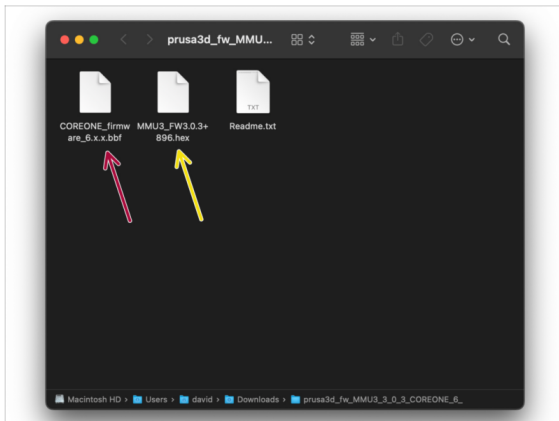 prusa3d_fw_MMU...
COREONE_firmw
are_6.x.x.bbf
MMU3_FW3.0.3+
896.hex
TXT
Readme.txt
Macintosh HD › Users › david › Downloads › prusa3d_fw_MMU3_3_0_3_COREONE_6_